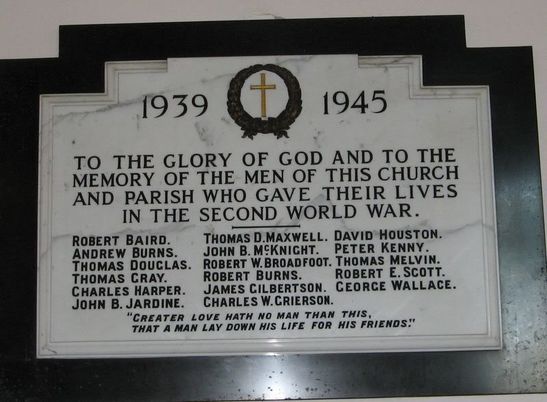 1939 1945
TO THE GLORY OF GOD AND TO THE
MEMORY OF THE MEN OF THIS CHURCH
AND PARISH WHO GAVE THEIR LIVES
IN THE SECOND WORLD WAR.
ROBERT BAIRD. THOMAS D. MAXWELL. DAVID HOUSTON.
ANDREW BURNS. JOHN B. McKNIGHT. PETER KENNY.
THOMAS DOUGLAS. ROBERT W. BROADFOOT. THOMAS MELVIN.
THOMAS GRAY. ROBERT BURNS. ROBERT E. SCOTT.
CHARLES HARPER. JAMES GILBERTSON. GEORGE WALLACE.
JOHN B. JARDINE. CHARLES W. GRIERSON.
"GREATER LOVE HATH NO MAN THAN THIS,
THAT A MAN LAY DOWN HIS LIFE FOR HIS FRIENDS."